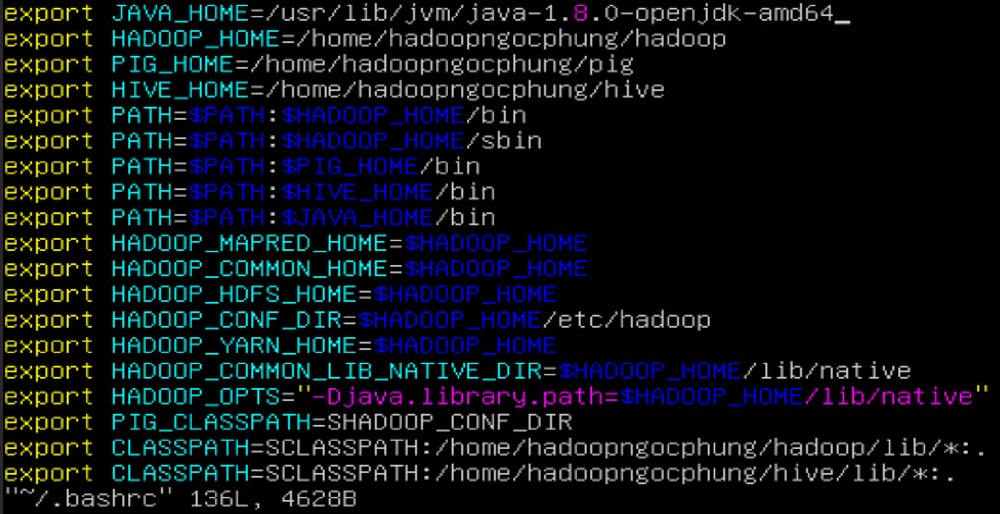 export JAVA_HOME=/usr/lib/jvm/java-1.8.0-openjdk-amd64_
export HADOOP_HOME=/home/hadoopngocphung/hadoop
export PIG_HOME=/home/hadoopngocphung/pig
export HIVE_HOME=/home/hadoopngocphung/hive
export PATH=$PATH:$HADOOP_HOME/bin
export PATH=$PATH:$HADOOP_HOME/sbin
export PATH=$PATH:$PIG_HOME/bin
export PATH=$PATH:$HIVE_HOME/bin
export PATH=$PATH:$JAVA_HOME/bin
export HADOOP_MAPRED_HOME=$HADOOP_HOME
export HADOOP_COMMON_HOME=$HADOOP_HOME
export HADOOP_HDFS_HOME=$HADOOP_HOME
export HADOOP_CONF_DIR=$HADOOP_HOME/etc/hadoop
export HADOOP_YARN_HOME=$HADOOP_HOME
export HADOOP_COMMON_LIB_NATIVE_DIR=$HADOOP_HOME/lib/native
export HADOOP_OPTS="-Djava.library.path=$HADOOP_HOME/lib/native"
export PIG_CLASSPATH=SHADOOP_CONF_DIR
export CLASSPATH=SCLASSPATH:/home/hadoopngocphung/hadoop/lib/*:.
export CLASSPATH=SCLASSPATH:/home/hadoopngocphung/hive/lib/*:.
"~/.bashrc" 136L, 4628B